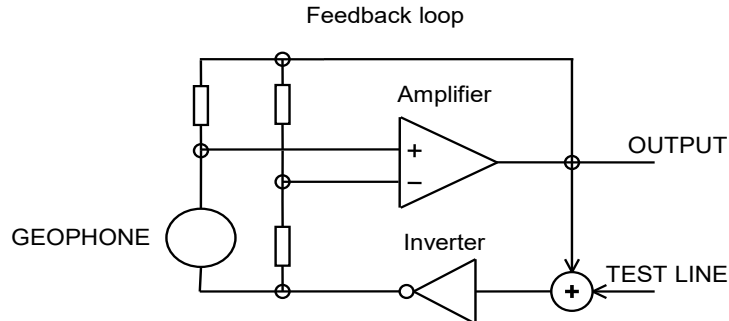 Feedback loop
Amplifier
+
−
OUTPUT
GEOPHONE
Inverter
TEST LINE
+